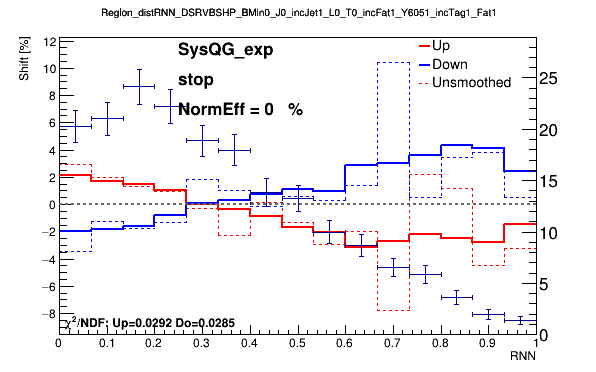 Region_distRNN_DSRVBSHP_BMin0_J0_incJet1_L0_T0_incFat1_Y6051_incTag1_Fat1
Shift [%]
SysQG_exp
stop
NormEff = 0 %
Up
Down
Unsmoothed
12
10
8
6
4
2
0
−2
−4
−6
−8
25
20
15
10
5
0
χ²/NDF: Up=0.0292 Do=0.0285
0 0.1 0.2 0.3 0.4 0.5 0.6 0.7 0.8 0.9 1
RNN